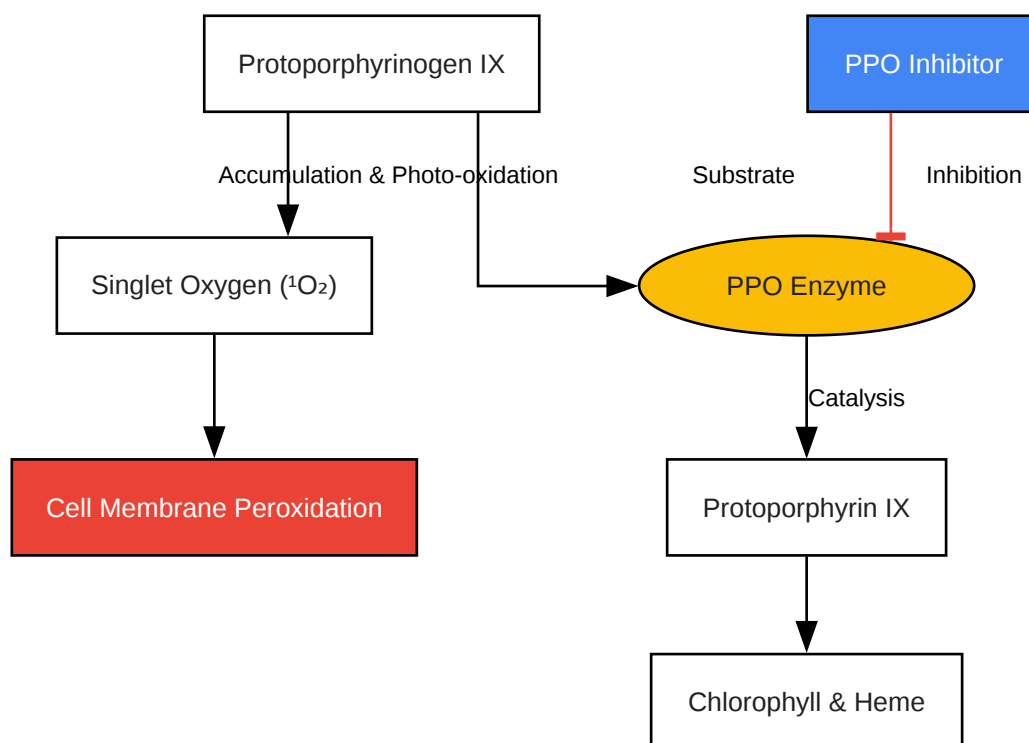 Protoporphyrinogen IX
PPO Inhibitor
Accumulation & Photo-oxidation
Substrate
Inhibition
Singlet Oxygen (¹O₂)
PPO Enzyme
Catalysis
Cell Membrane Peroxidation
Protoporphyrin IX
Chlorophyll & Heme